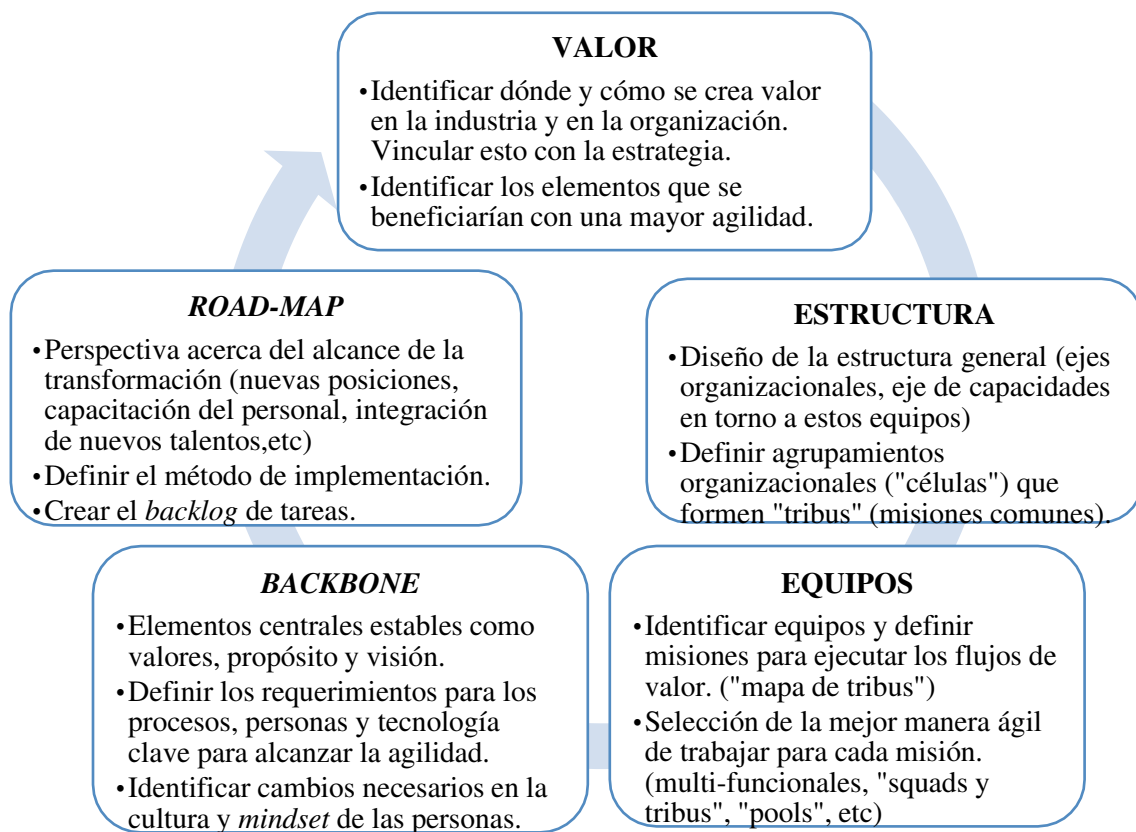 VALOR
•Identificar dónde y cómo se crea valor
en la industria y en la organización.
Vincular esto con la estrategia.
•Identificar los elementos que se
beneficiarían con una mayor agilidad.
ESTRUCTURA
•Diseño de la estructura general (ejes
organizacionales, eje de capacidades
en torno a estos equipos)
•Definir agrupamientos
organizacionales ("células") que
formen "tribus" (misiones comunes).
EQUIPOS
•Identificar equipos y definir
misiones para ejecutar los flujos de
valor. ("mapa de tribus")
•Selección de la mejor manera ágil
de trabajar para cada misión.
(multi-funcionales, "squads y
tribus", "pools", etc)
BACKBONE
•Elementos centrales estables como
valores, propósito y visión.
•Definir los requerimientos para los
procesos, personas y tecnología
clave para alcanzar la agilidad.
•Identificar cambios necesarios en la
cultura y mindset de las personas.
ROAD-MAP
•Perspectiva acerca del alcance de la
transformación (nuevas posiciones,
capacitación del personal, integración
de nuevos talentos,etc)
•Definir el método de implementación.
•Crear el backlog de tareas.